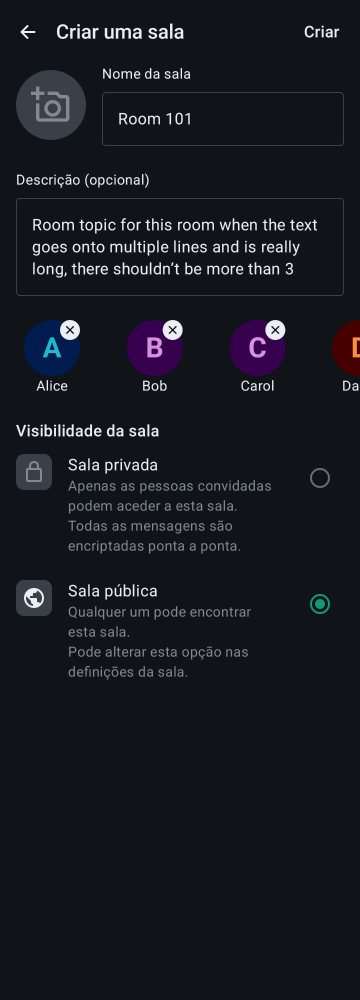 Criar uma sala
Criar
Nome da sala
Room 101
Descrição (opcional)
Room topic for this room when the text
goes onto multiple lines and is really
long, there shouldn’t be more than 3
A
B
C
Alice
Bob
Carol
Da
Visibilidade da sala
Sala privada
Apenas as pessoas convidadas
podem aceder a esta sala.
Todas as mensagens são
encriptadas ponta a ponta.
Sala pública
Qualquer um pode encontrar
esta sala.
Pode alterar esta opção nas
definições da sala.